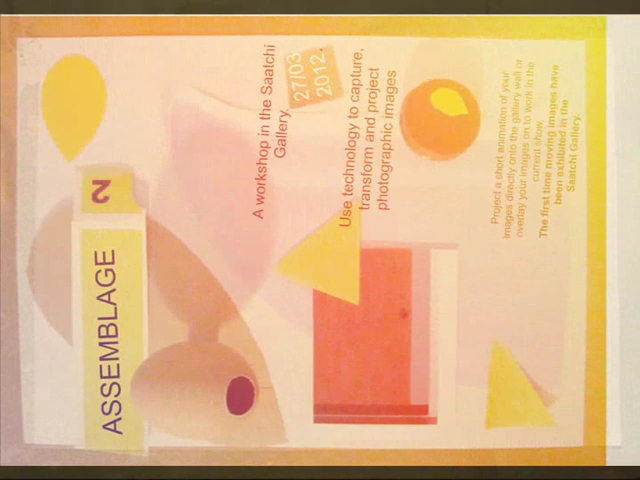 ASSEMBLAGE
2
A workshop in the Saatchi
Gallery.
27/03
2012.
Use technology to capture,
transform and project
photographic images
Project a short animation of your
images directly onto the gallery wall or
overlay your images on to work in the
current show.
The first time moving images have
been exhibited in the
Saatchi Gallery.